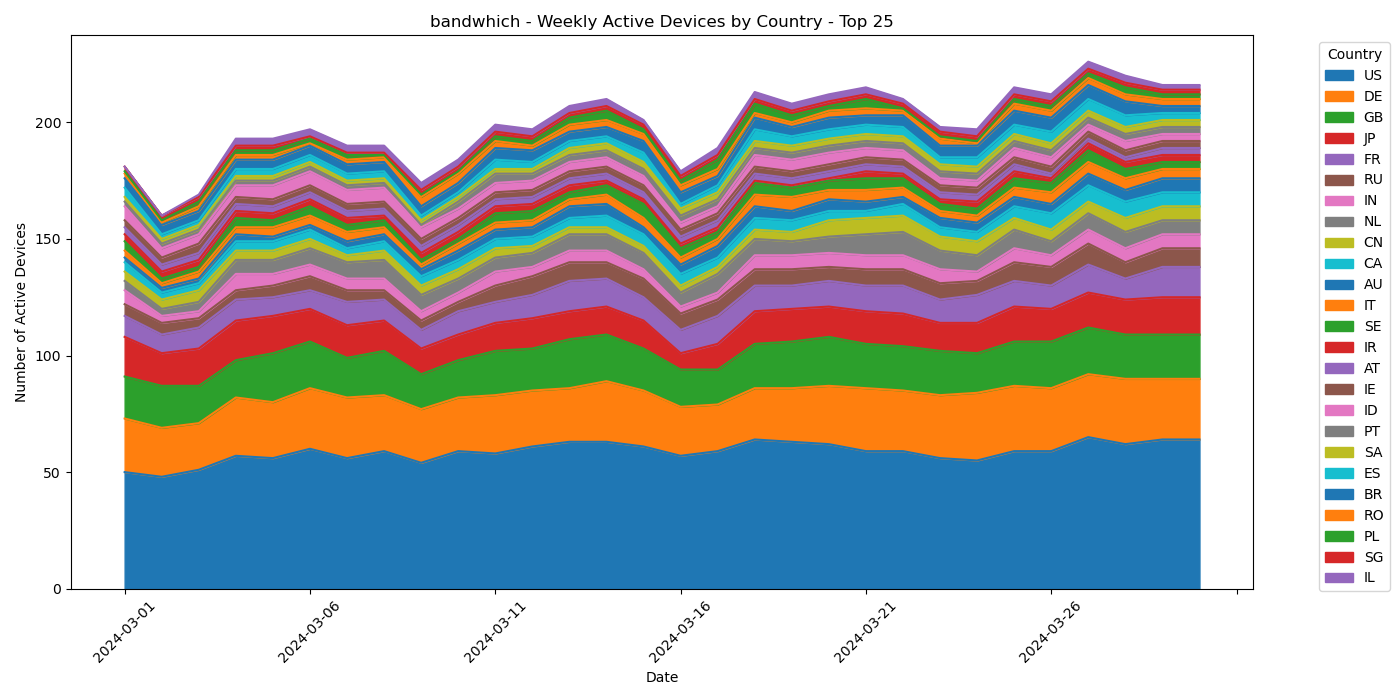 bandwhich - Weekly Active Devices by Country - Top 25
Number of Active Devices
200
150
100
50
0
2024-03-01
2024-03-06
2024-03-11
2024-03-16
2024-03-21
2024-03-26
Date
Country
US
DE
GB
JP
FR
RU
IN
NL
CN
CA
AU
IT
SE
IR
AT
IE
ID
PT
SA
ES
BR
RO
PL
SG
IL